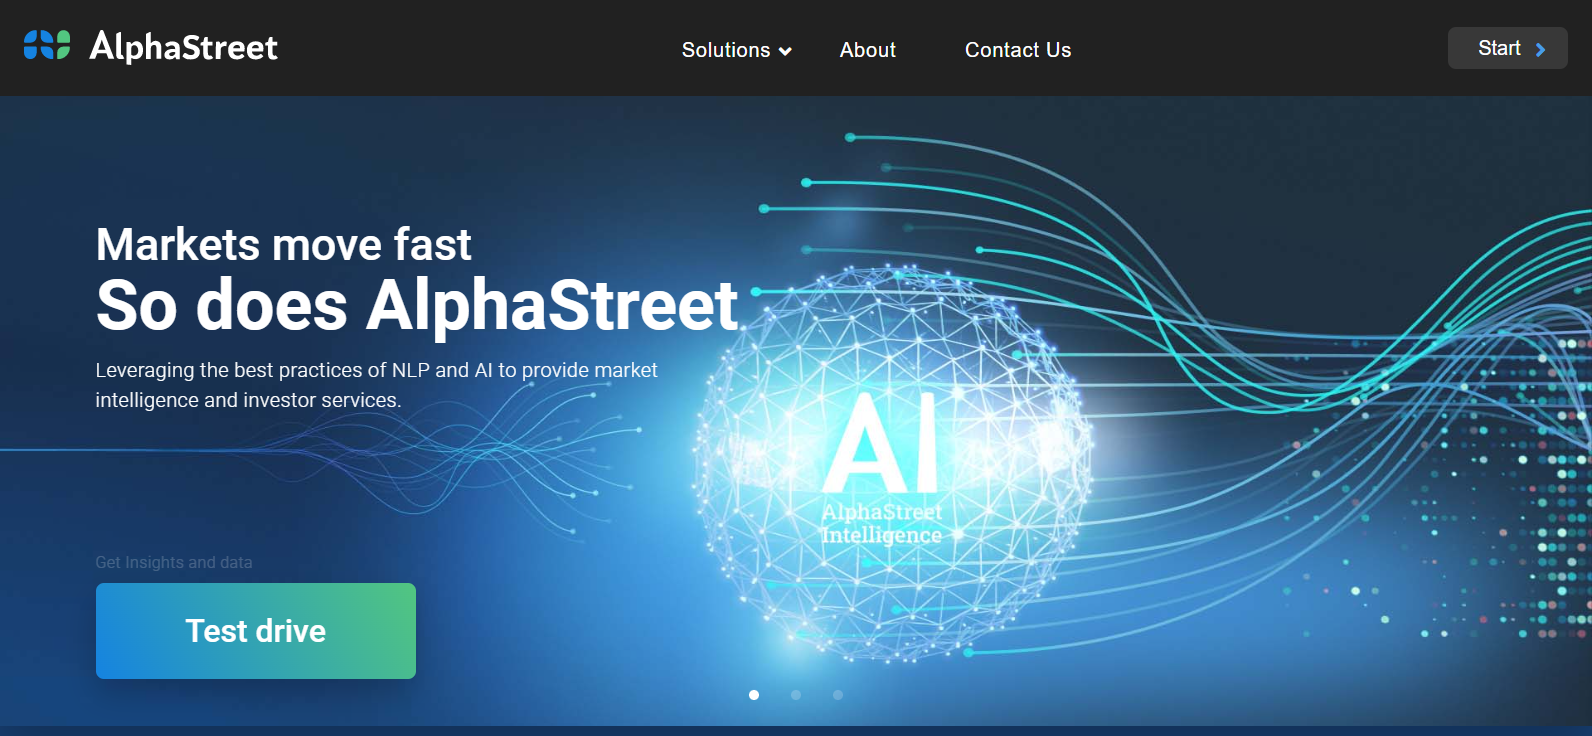 AlphaStreet
Solutions
About
Contact Us
Start
Markets move fast
So does AlphaStreet
Leveraging the best practices of NLP and AI to provide market
intelligence and investor services.
AI
AlphaStreet
Intelligence
Get Insights and data
Test drive